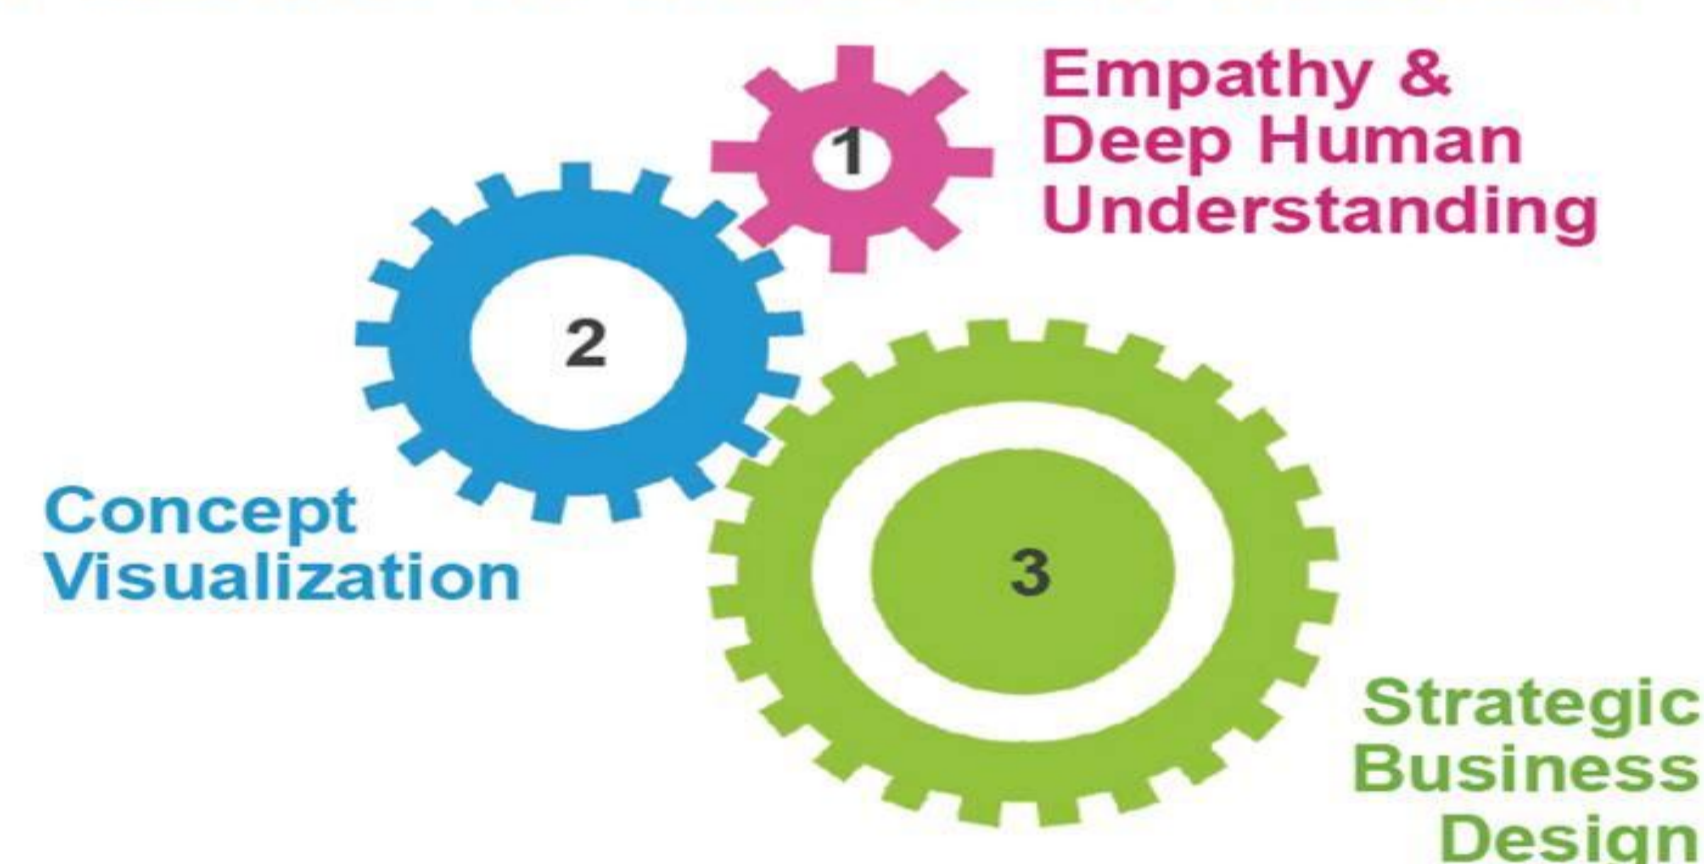 1
Empathy &
Deep Human
Understanding
2
Concept
Visualization
3
Strategic
Business
Design